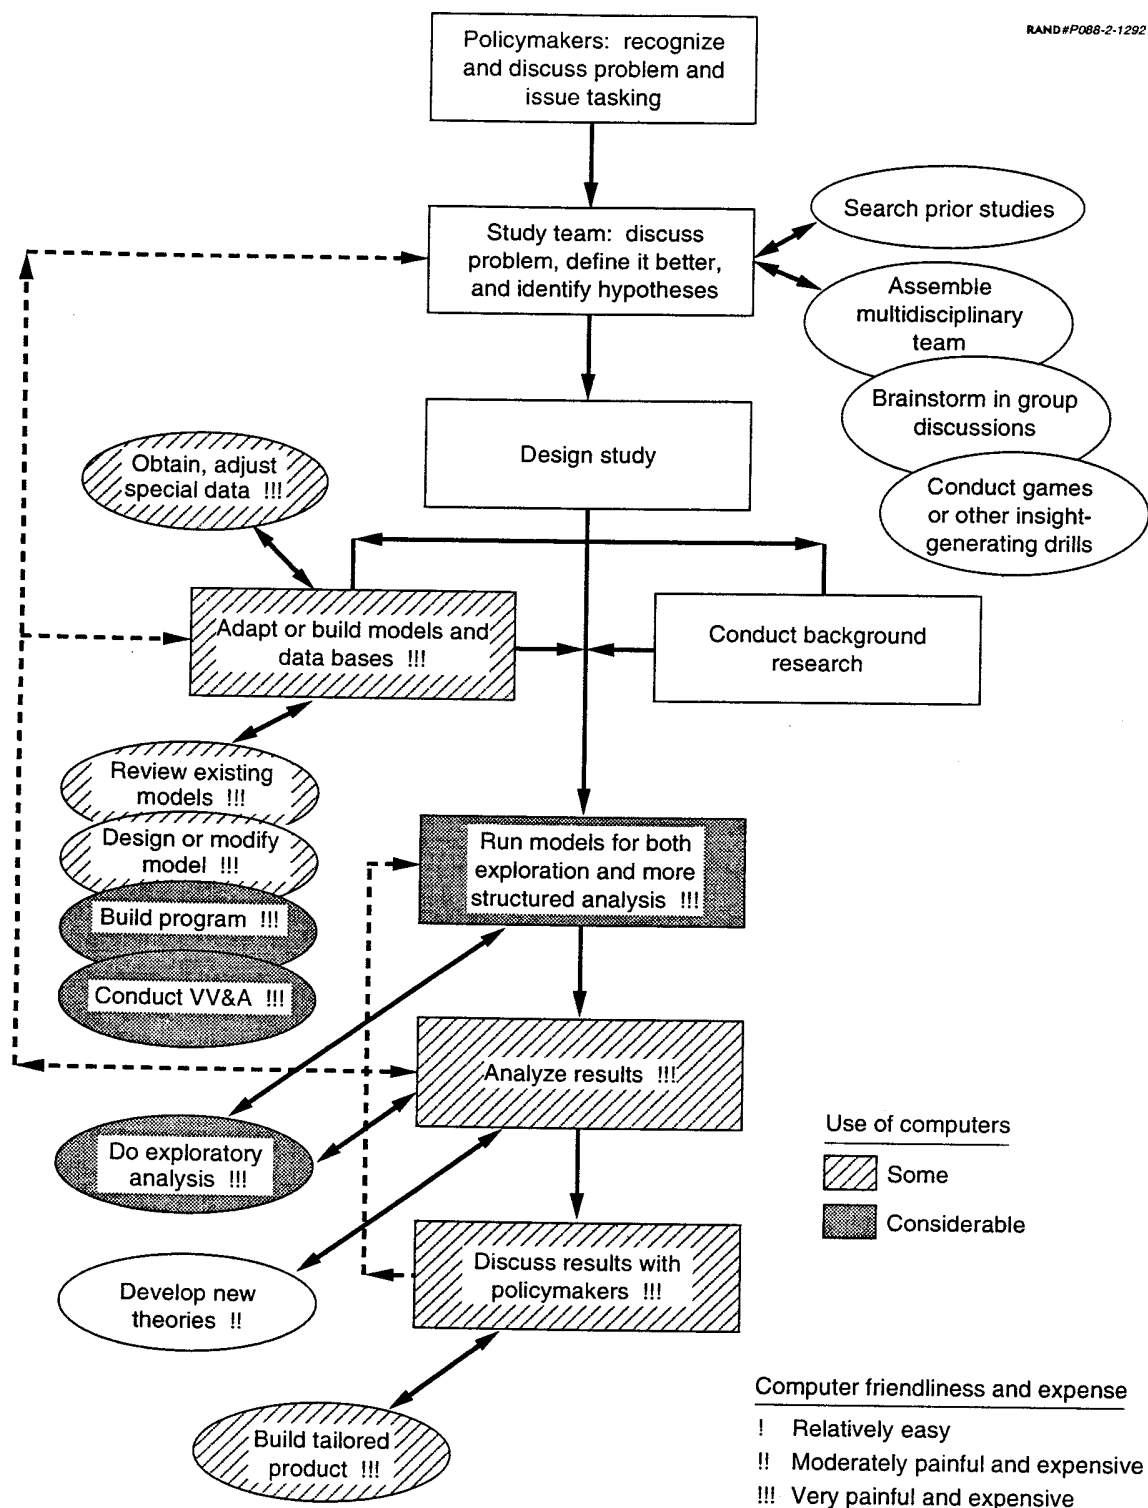 RAND#P088-2-1292
Policymakers: recognize
and discuss problem and
issue tasking
Study team: discuss
problem, define it better,
and identify hypotheses
Search prior studies
Assemble
multidisciplinary
team
Brainstorm in group
discussions
Conduct games
or other insight-
generating drills
Design study
Obtain, adjust
special data !!!
Adapt or build models and
data bases !!!
Conduct background
research
Review existing
models !!!
Design or modify
model !!!
Build program !!!
Conduct VV&A !!!
Run models for both
exploration and more
structured analysis !!!
Analyze results !!!
Do exploratory
analysis !!!
Develop new
theories !!
Discuss results with
policymakers !!!
Build tailored
product !!!
Use of computers
Some
Considerable
Computer friendliness and expense
! Relatively easy
!! Moderately painful and expensive
!!! Very painful and expensive